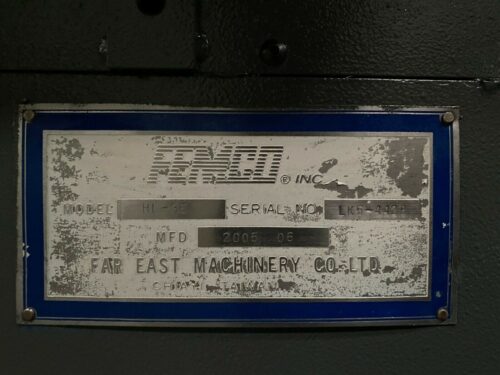 FEMCO
® INC
MODEL SERIAL NO
MFD 2005 06
FAR EAST MACHINERY CO LTD.